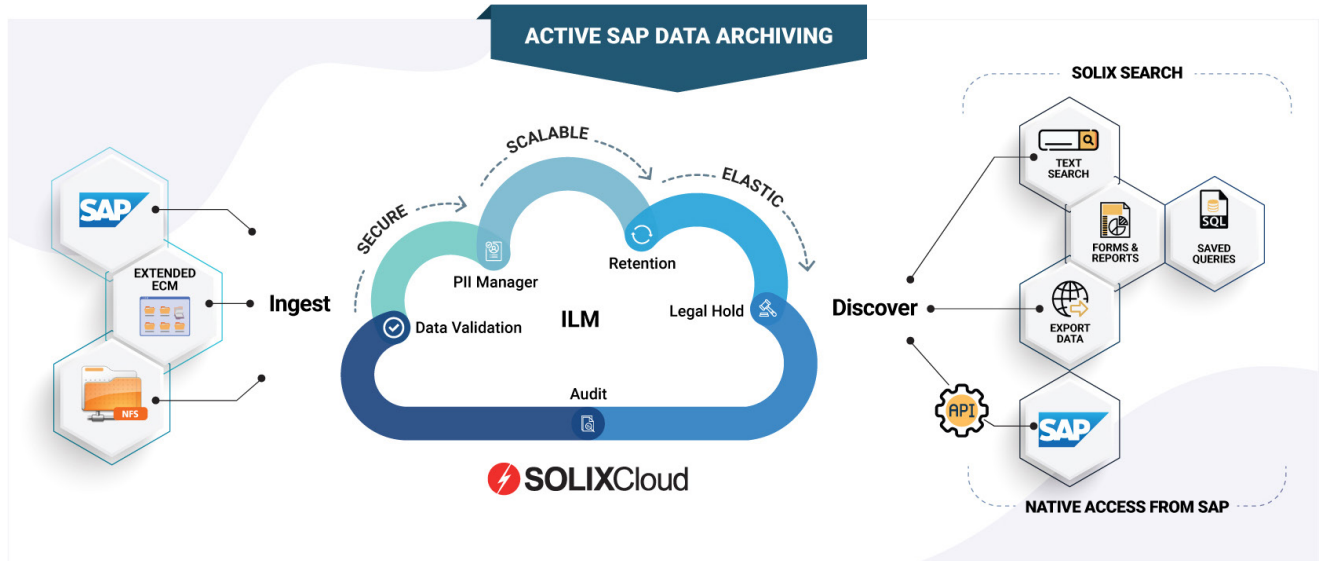 ACTIVE SAP DATA ARCHIVING
SAP
EXTENDED
ECM
NFS
Ingest
SECURE
SCALABLE
ELASTIC
PII Manager
Retention
Data Validation
ILM
Legal Hold
Audit
SOLIXCloud
Discover
SOLIX SEARCH
TEXT
SEARCH
FORMS &
REPORTS
SQL
SAVED
QUERIES
EXPORT
DATA
API
SAP
NATIVE ACCESS FROM SAP